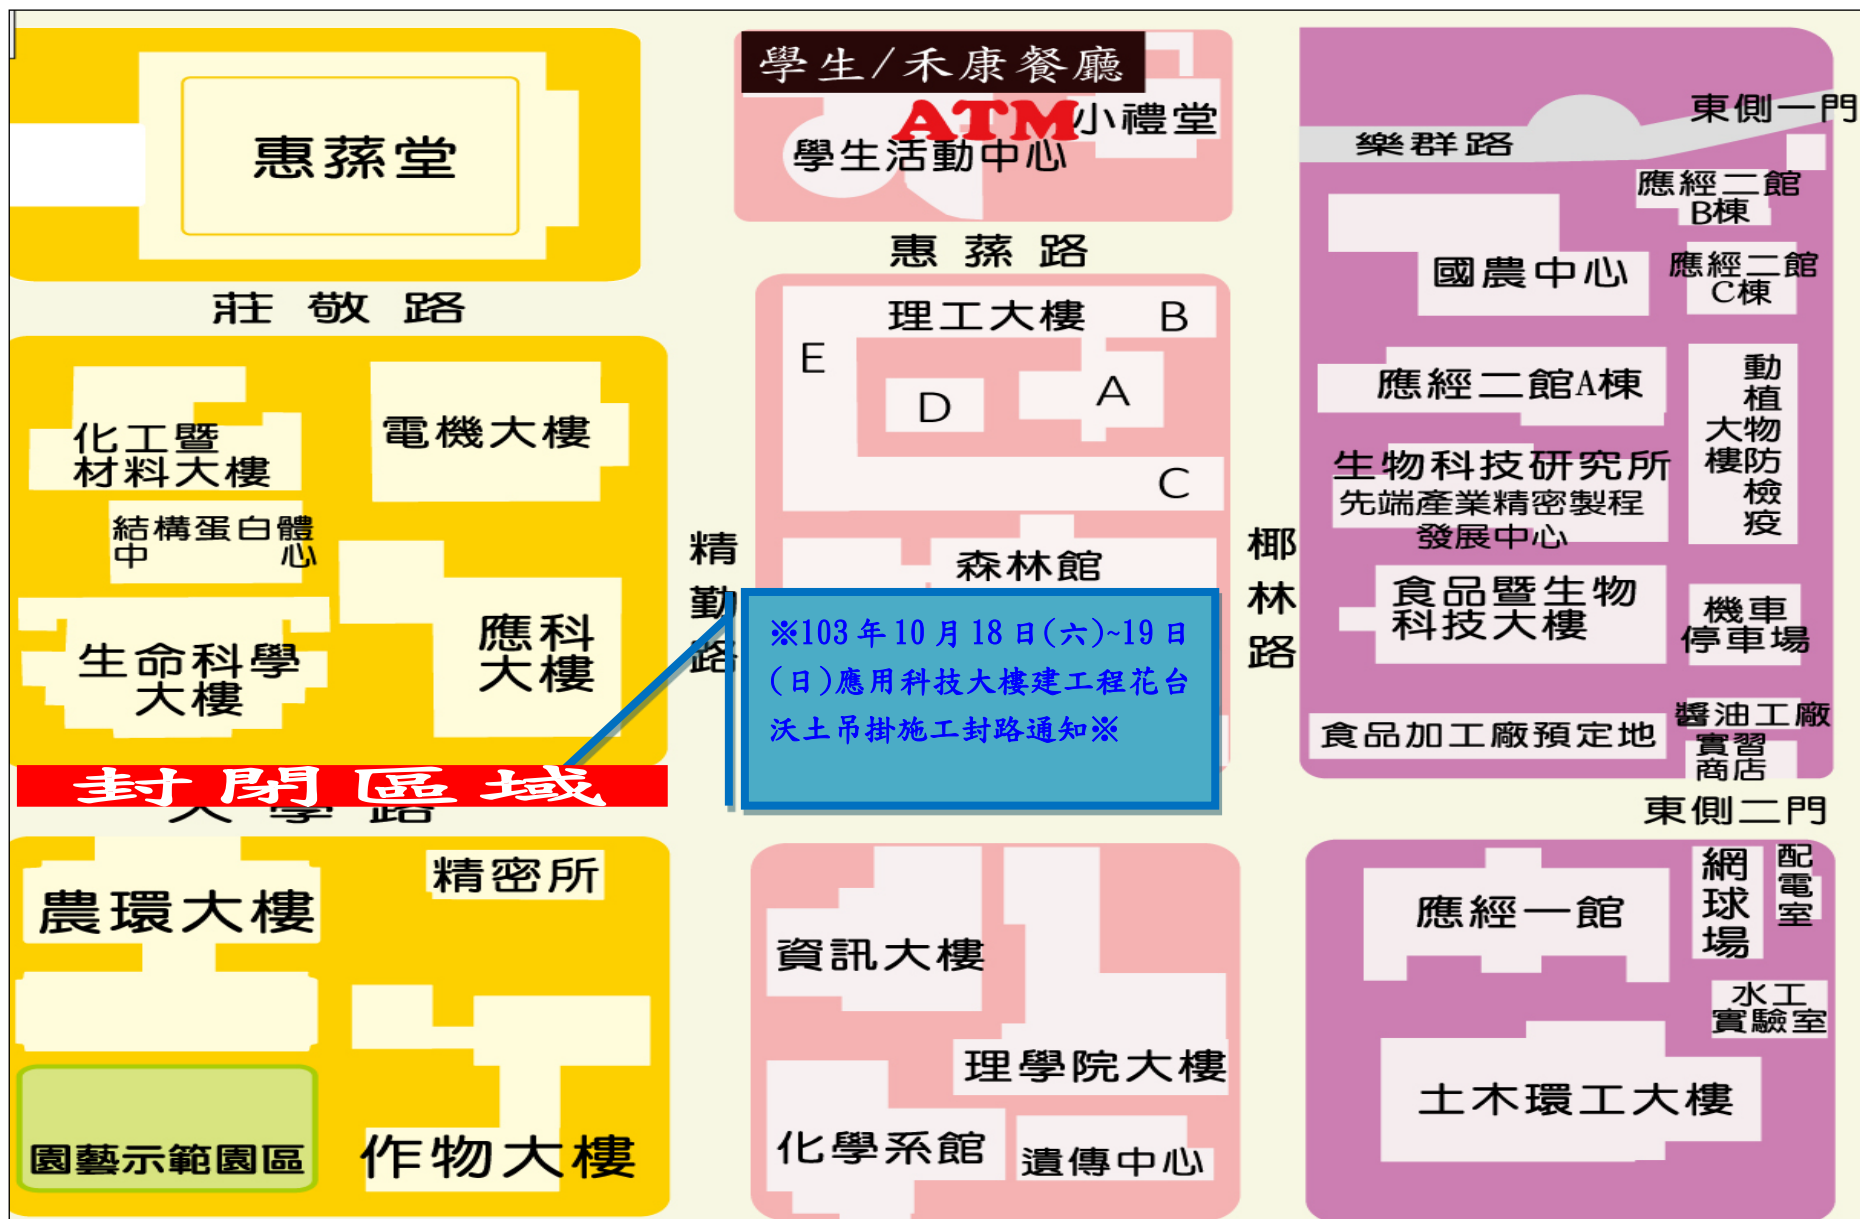 學生/禾康餐廳
ATM
小禮堂
學生活動中心
惠蓀堂
東側一門
樂群路
應經二館
B棟
惠蓀路
國農中心
應經二館
C棟
莊敬路
理工大樓
B
E
D
A
C
應經二館A棟
動植物防檢疫
大樓
化工暨
材料大樓
電機大樓
生物科技研究所
先端產業精密製程
發展中心
結構蛋白體
中心
精勤路
森林館
椰林路
食品暨生物
科技大樓
機車
停車場
應科
大樓
生命科學
大樓
※103年10月18日(六)~19日
(日)應用科技大樓建工程花台
沃土吊掛施工封路通知※
食品加工廠預定地
醬油工廠
實習
商店
封閉區域
大學路
東側二門
農環大樓
精密所
資訊大樓
應經一館
網球場
配電室
水工
實驗室
理學院大樓
土木環工大樓
園藝示範園區
作物大樓
化學系館
遺傳中心